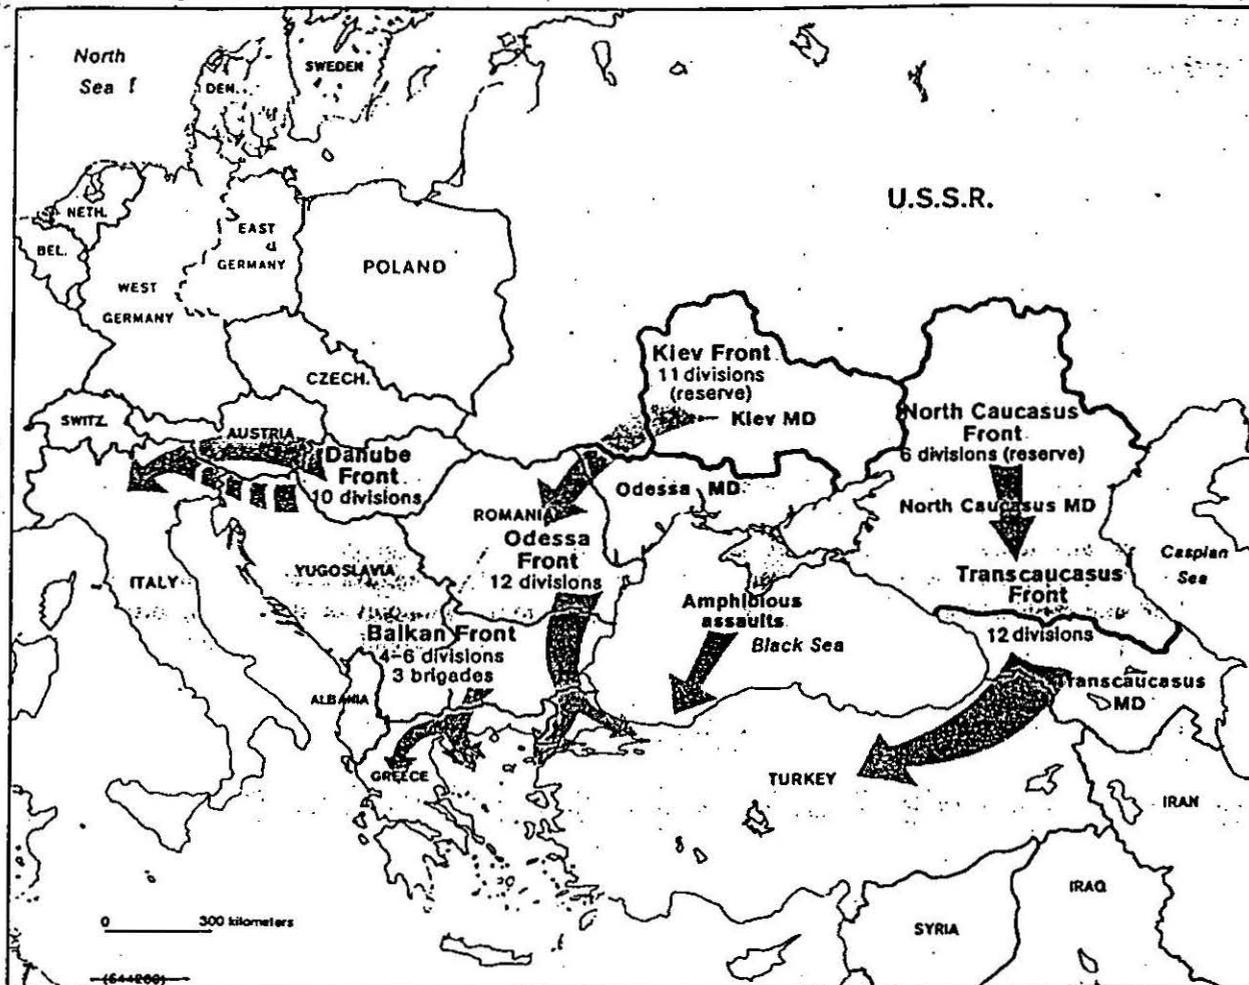 North
Sea
SWEDEN
DEN.
U.S.S.R.
NETH.
EAST
BEL.
GERMANY
POLAND
WEST
GERMANY
Kiev Front
11 divisions
(reserve)
CZECH.
Kiev MD
SWITZ.
AUSTRIA
North Caucasus
Front
6 divisions (reserve)
Danube
Front
10 divisions
Odessa MD
North Caucasus MD
ROMANIA
Odessa
Front
12 divisions
Caspian
Sea
ITALY
YUGOSLAVIA
Transcaucasus
Front
12 divisions
Amphibious
assaults
Black Sea
Balkan Front
4-6 divisions
3 brigades
ALBANIA
Transcaucasus
MD
GREECE
TURKEY
IRAN
IRAQ
SYRIA
0 300 kilometers